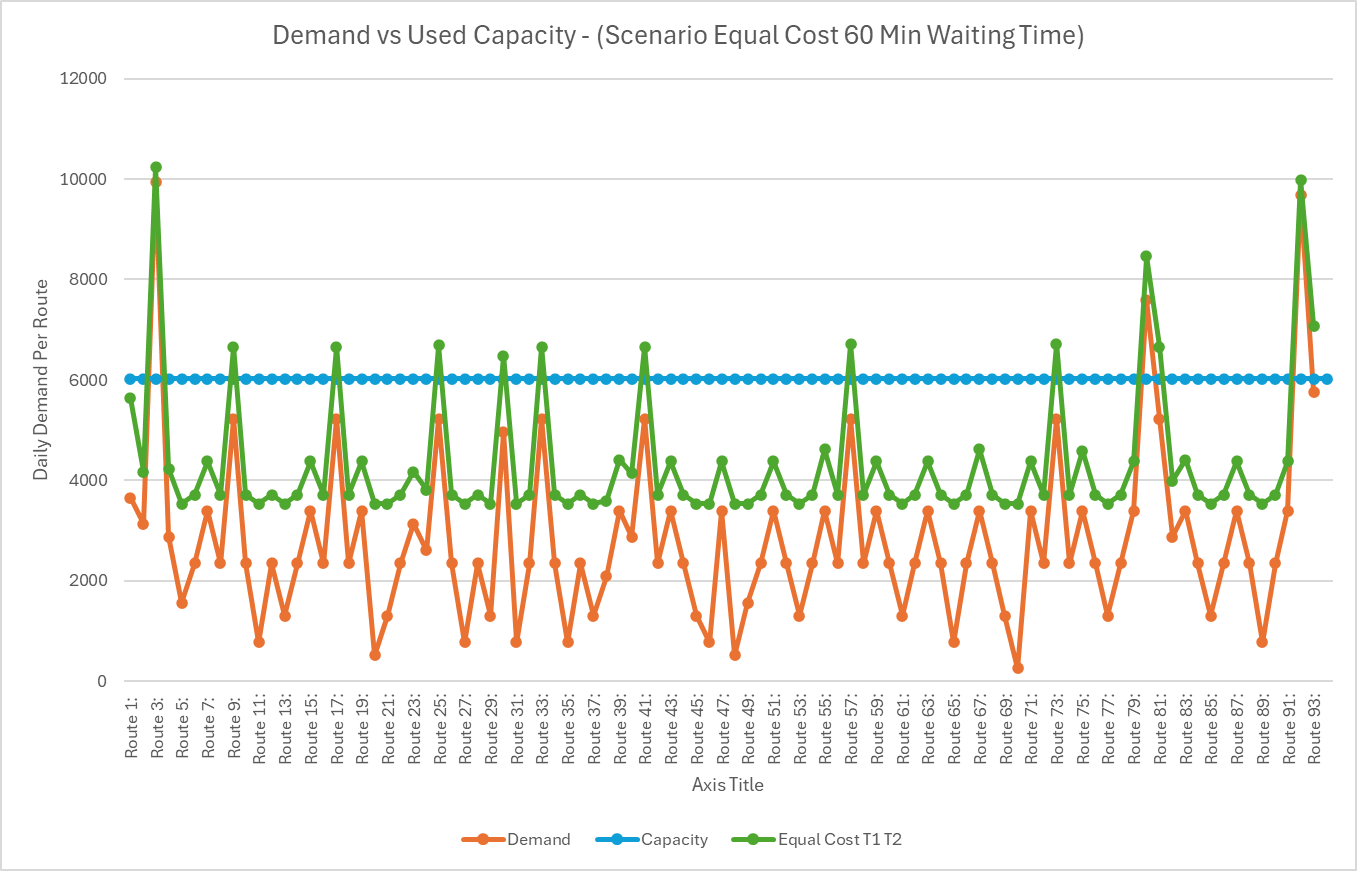 Demand vs Used Capacity - (Scenario Equal Cost 60 Min Waiting Time)
12000
10000
8000
6000
4000
2000
0
Daily Demand Per Route
Route 1:
Route 3:
Route 5:
Route 7:
Route 9:
Route 11:
Route 13:
Route 15:
Route 17:
Route 19:
Route 21:
Route 23:
Route 25:
Route 27:
Route 29:
Route 31:
Route 33:
Route 35:
Route 37:
Route 39:
Route 41:
Route 43:
Route 45:
Route 47:
Route 49:
Route 51:
Route 53:
Route 55:
Route 57:
Route 59:
Route 61:
Route 63:
Route 65:
Route 67:
Route 69:
Route 71:
Route 73:
Route 75:
Route 77:
Route 79:
Route 81:
Route 83:
Route 85:
Route 87:
Route 89:
Route 91:
Route 93:
Axis Title
Demand
Capacity
Equal Cost T1 T2